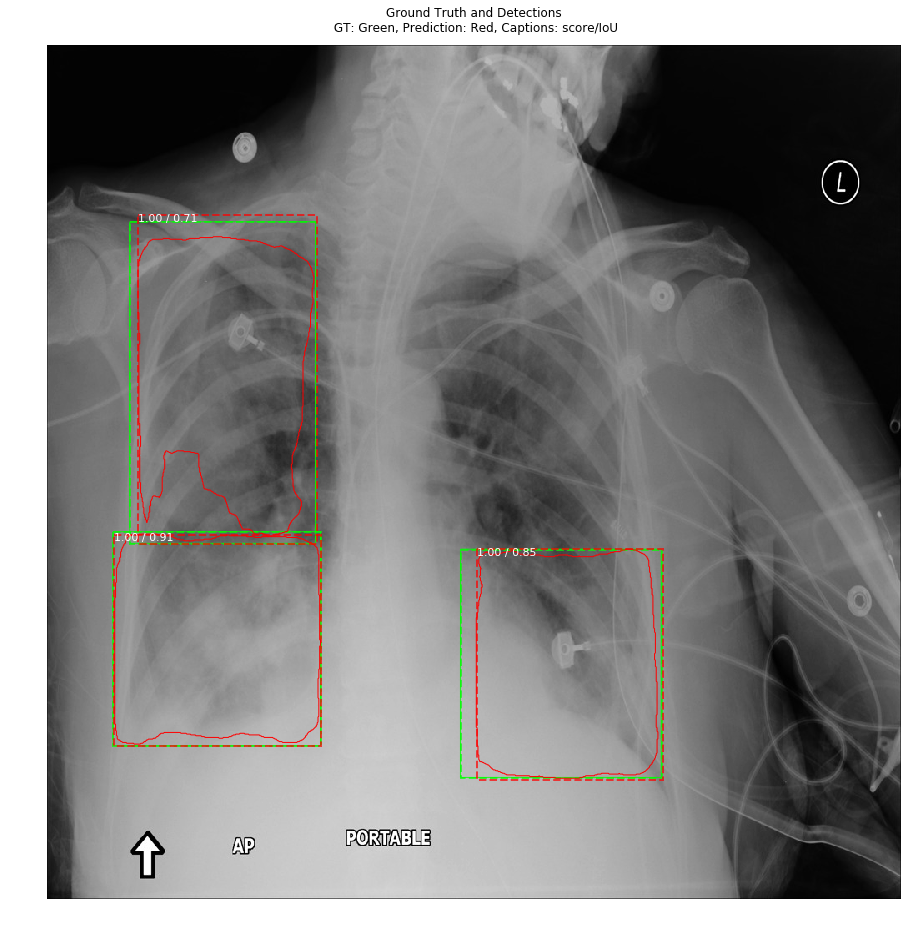 Ground Truth and Detections
GT: Green, Prediction: Red, Captions: score/IoU
L
1.00 / 0.71
1.00 / 0.91
1.00 / 0.85
AP
PORTABLE